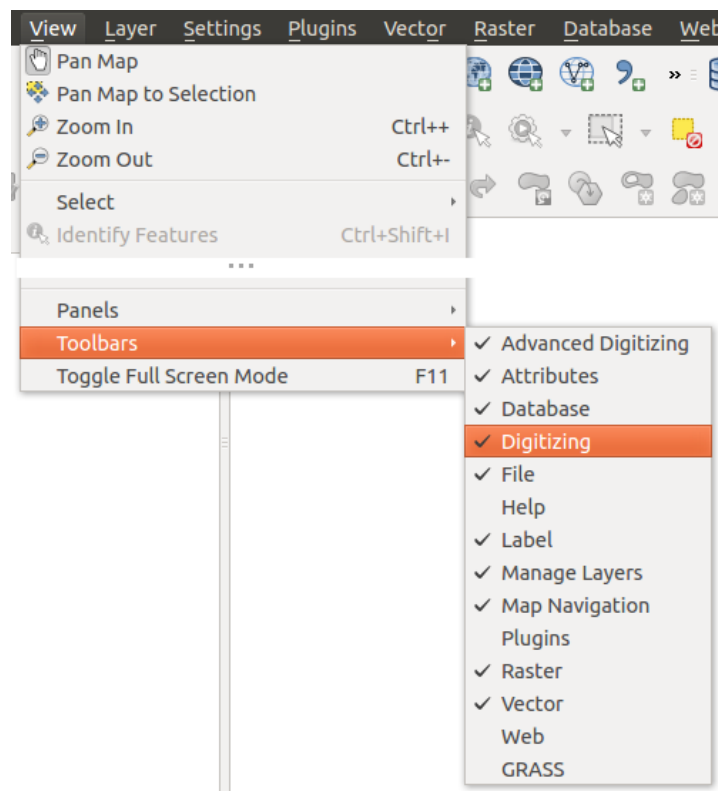 View Layer Settings Plugins Vector Raster Database Web
Pan Map
Pan Map to Selection
Zoom In Ctrl++
Zoom Out Ctrl+-
Select
Identify Features Ctrl+Shift+I
...
Panels
Toolbars
Toggle Full Screen Mode F11
Advanced Digitizing
Attributes
Database
Digitizing
File
Help
Label
Manage Layers
Map Navigation
Plugins
Raster
Vector
Web
GRASS